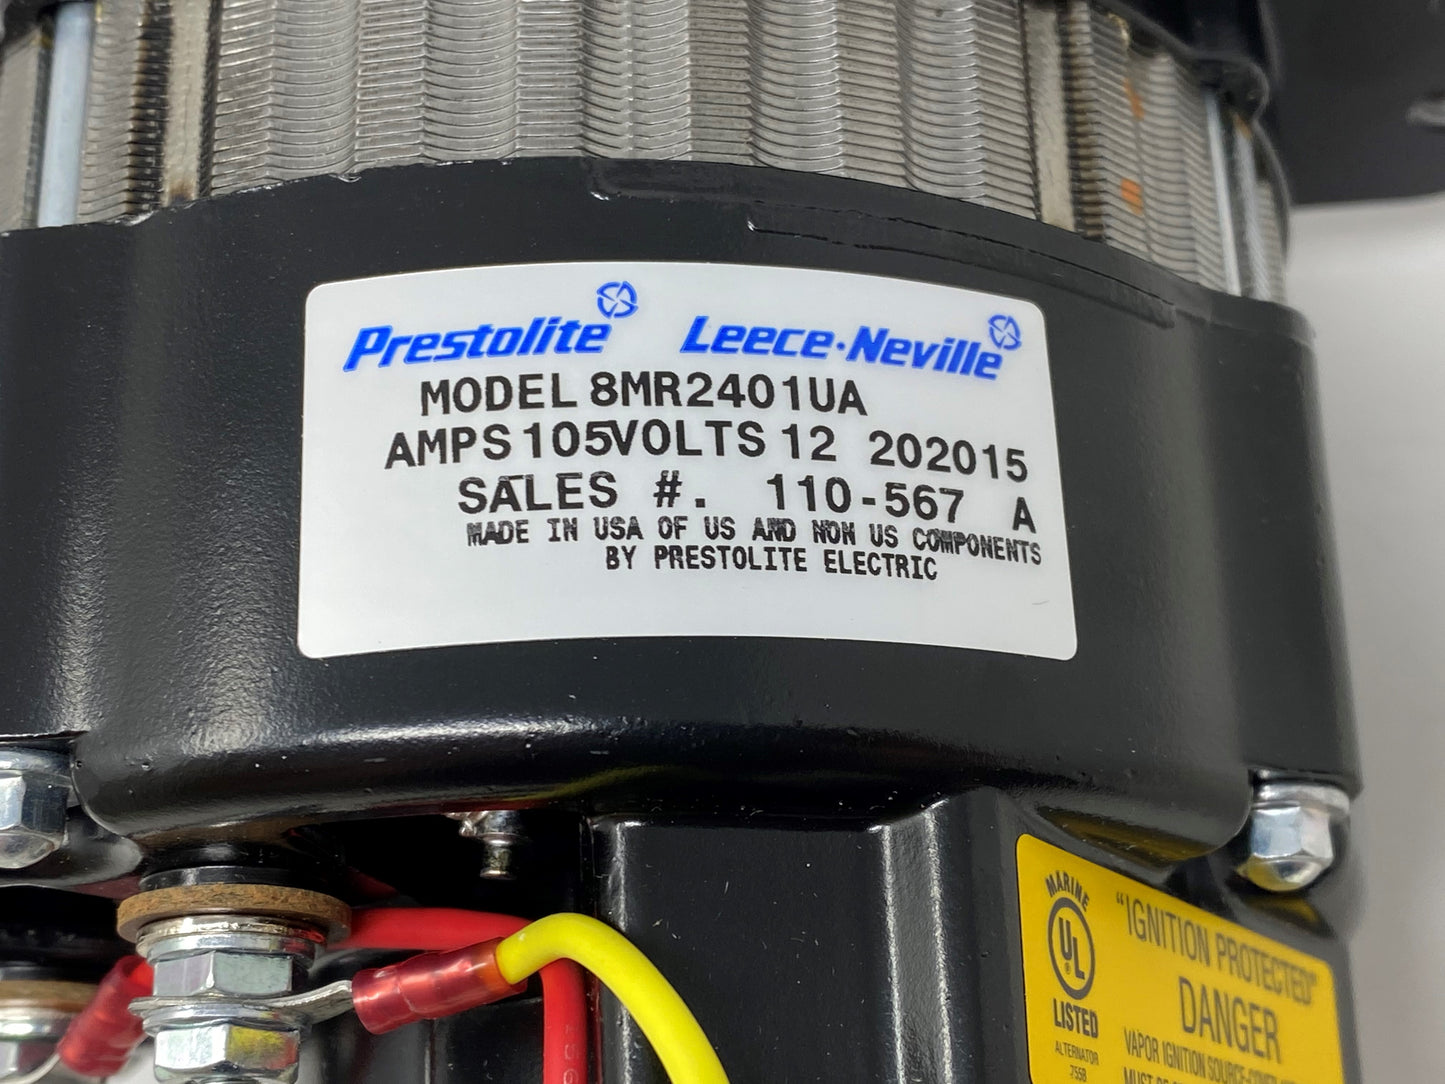 Prestolite Leece·Neville
MODEL 8MR2401UA
AMPS 105 VOLTS 12 202015
SALES #. 110-567 A
MADE IN USA OF US AND NON US COMPONENTS
BY PRESTOLITE ELECTRIC
MARINE
UL
®
LISTED
ALTERNATOR
75SB
"IGNITION PROTECTED"
DANGER
VAPOR IGNITION SOURCE